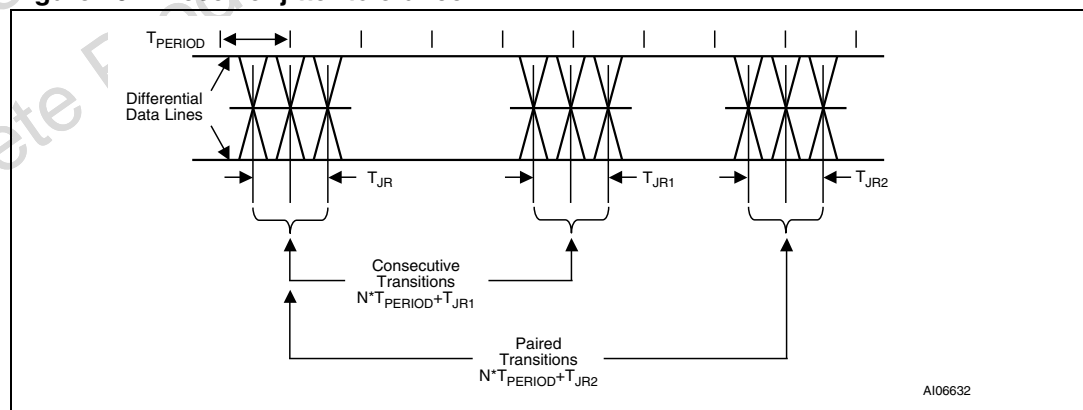 T_PERIOD
Differential
Data Lines
T_JR
T_JR1
T_JR2
Consecutive
Transitions
N*T_PERIOD+T_JR1
Paired
Transitions
N*T_PERIOD+T_JR2
AI06632